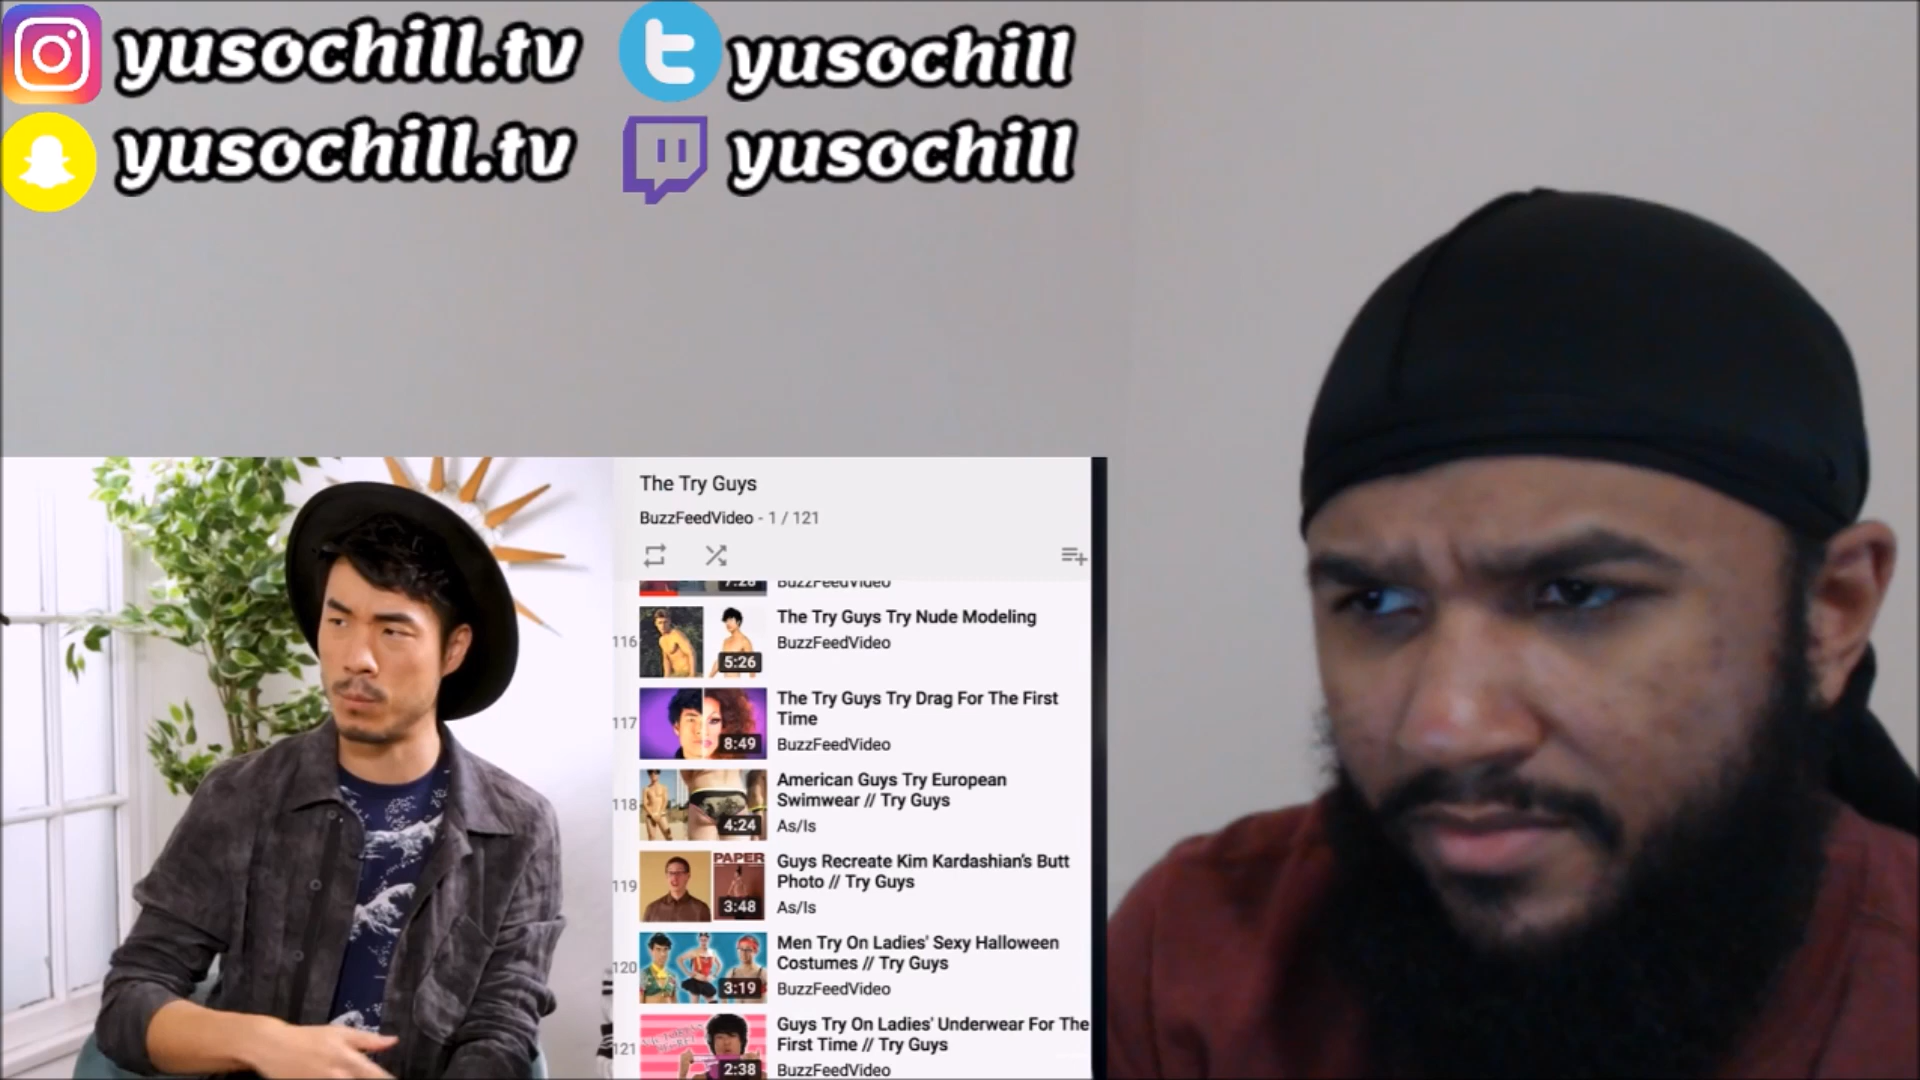 yusochill.tv
yusochill
yusochill.tv
yusochill
The Try Guys
BuzzFeedVideo - 1 / 121
7:28
BuzzFeedVideo
116
The Try Guys Try Nude Modeling
BuzzFeedVideo
5:26
117
The Try Guys Try Drag For The First
Time
BuzzFeedVideo
8:49
118
American Guys Try European
Swimwear // Try Guys
As/Is
4:24
119
PAPER
Guys Recreate Kim Kardashian's Butt
Photo // Try Guys
As/Is
3:48
120
Men Try On Ladies' Sexy Halloween
Costumes // Try Guys
BuzzFeedVideo
3:19
121
Guys Try On Ladies' Underwear For The
First Time // Try Guys
BuzzFeedVideo
2:38